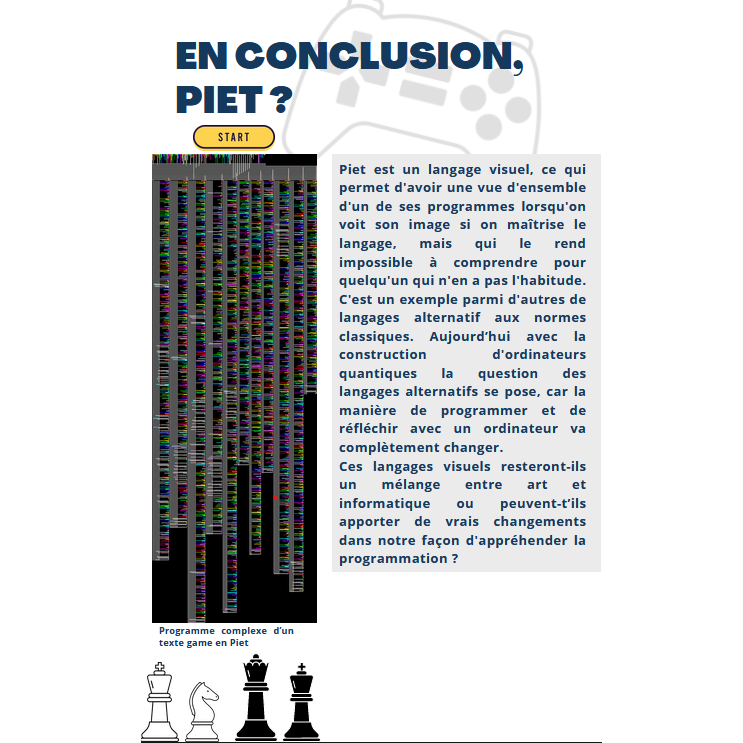 EN CONCLUSION,
PIET ?
START
Piet est un langage visuel, ce qui
permet d'avoir une vue d'ensemble
d'un de ses programmes lorsqu'on
voit son image si on maîtrise le
langage, mais qui le rend
impossible à comprendre pour
quelqu'un qui n'en a pas l'habitude.
C'est un exemple parmi d'autres de
langages alternatif aux normes
classiques. Aujourd’hui avec la
construction d'ordinateurs
quantiques la question des
langages alternatifs se pose, car la
manière de programmer et de
réfléchir avec un ordinateur va
complètement changer.
Ces langages visuels resteront-ils
un mélange entre art et
informatique ou peuvent-t’ils
apporter de vrais changements
dans notre façon d'appréhender la
programmation ?
Programme complexe d’un
texte game en Piet